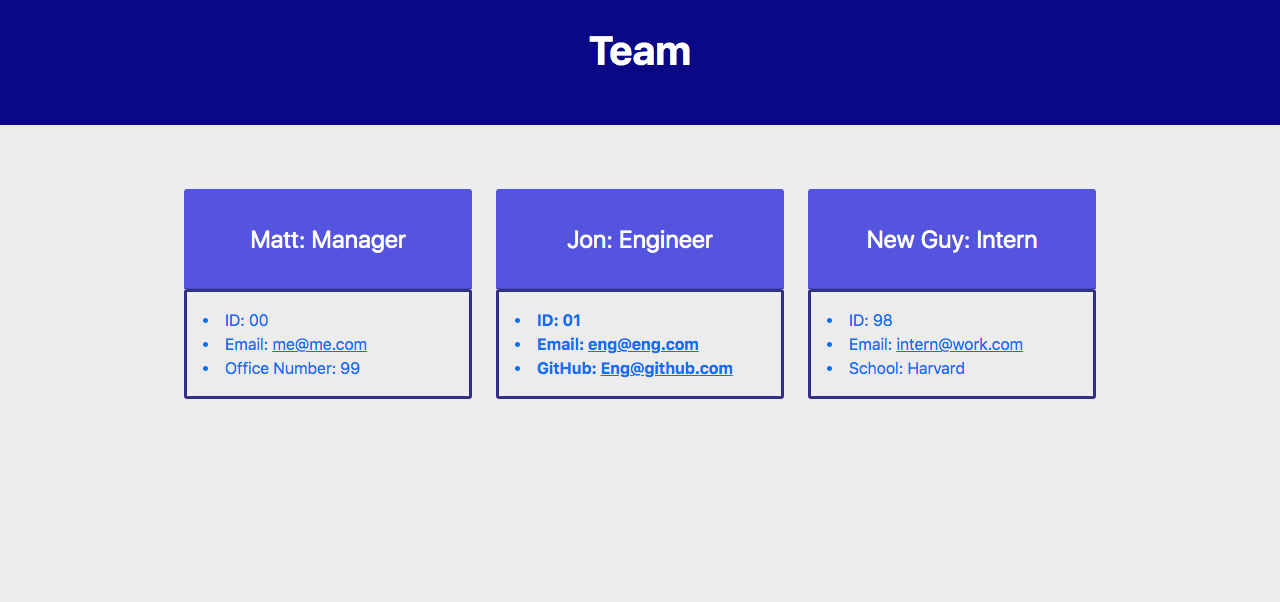 Team
Matt: Manager
ID: 00
Email: me@me.com
Office Number: 99
Jon: Engineer
ID: 01
Email: eng@eng.com
GitHub: Eng@github.com
New Guy: Intern
ID: 98
Email: intern@work.com
School: Harvard